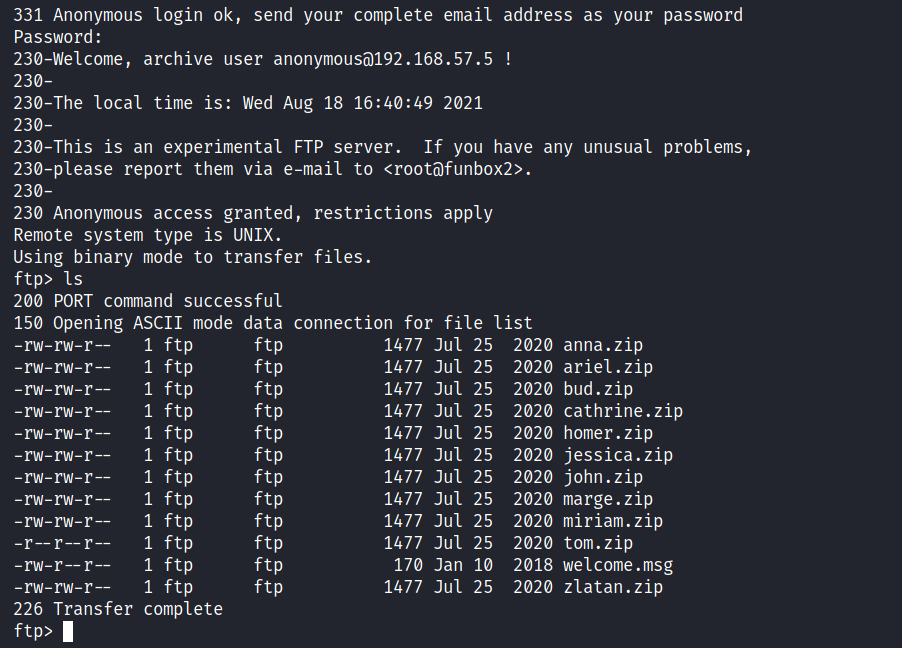 331 Anonymous login ok, send your complete email address as your password
Password:
230-Welcome, archive user anonymous@192.168.57.5 !
230-
230-The local time is: Wed Aug 18 16:40:49 2021
230-
230-This is an experimental FTP server.  If you have any unusual problems,
230-please report them via e-mail to <root@funbox2>.
230-
230 Anonymous access granted, restrictions apply
Remote system type is UNIX.
Using binary mode to transfer files.
ftp> ls
200 PORT command successful
150 Opening ASCII mode data connection for file list
-rw-rw-r--   1 ftp      ftp          1477 Jul 25  2020 anna.zip
-rw-rw-r--   1 ftp      ftp          1477 Jul 25  2020 ariel.zip
-rw-rw-r--   1 ftp      ftp          1477 Jul 25  2020 bud.zip
-rw-rw-r--   1 ftp      ftp          1477 Jul 25  2020 cathrine.zip
-rw-rw-r--   1 ftp      ftp          1477 Jul 25  2020 homer.zip
-rw-rw-r--   1 ftp      ftp          1477 Jul 25  2020 jessica.zip
-rw-rw-r--   1 ftp      ftp          1477 Jul 25  2020 john.zip
-rw-rw-r--   1 ftp      ftp          1477 Jul 25  2020 marge.zip
-rw-rw-r--   1 ftp      ftp          1477 Jul 25  2020 miriam.zip
-r--r--r--   1 ftp      ftp          1477 Jul 25  2020 tom.zip
-rw-r--r--   1 ftp      ftp           170 Jan 10  2018 welcome.msg
-rw-rw-r--   1 ftp      ftp          1477 Jul 25  2020 zlatan.zip
226 Transfer complete
ftp>